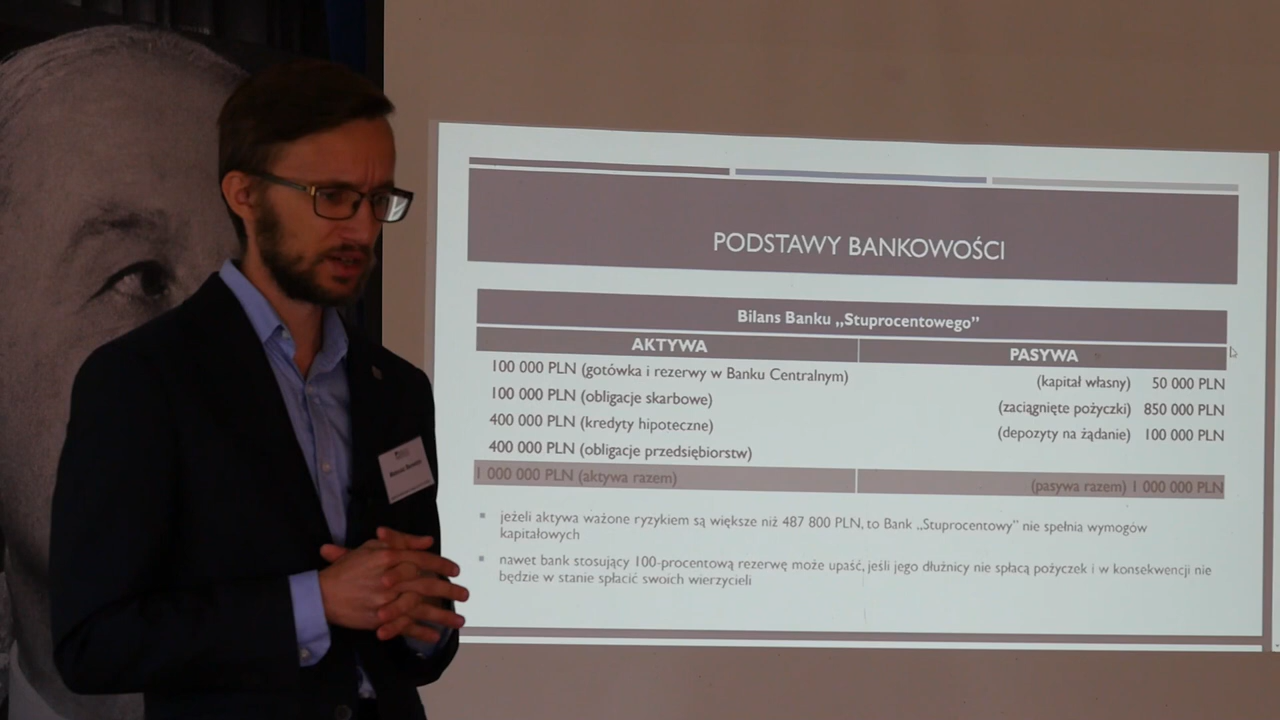 PODSTAWY BANKOWOŚCI
Bilans Banku „Stuprocentowego”
AKTYWA
PASYWA
100 000 PLN (gotówka i rezerwy w Banku Centralnym)
(kapitał własny) 50 000 PLN
100 000 PLN (obligacje skarbowe)
(zaciągnięte pożyczki) 850 000 PLN
400 000 PLN (kredyty hipoteczne)
(depozyty na żądanie) 100 000 PLN
400 000 PLN (obligacje przedsiębiorstw)
1 000 000 PLN (aktywa razem)
(pasywa razem) 1 000 000 PLN
▪ jeżeli aktywa ważone ryzykiem są większe niż 487 800 PLN, to Bank „Stuprocentowy” nie spełnia wymogów
kapitałowych
▪ nawet bank stosujący 100-procentową rezerwę może upaść, jeśli jego dłużnicy nie spłacą pożyczek i w konsekwencji nie
będzie w stanie spłacić swoich wierzycieli